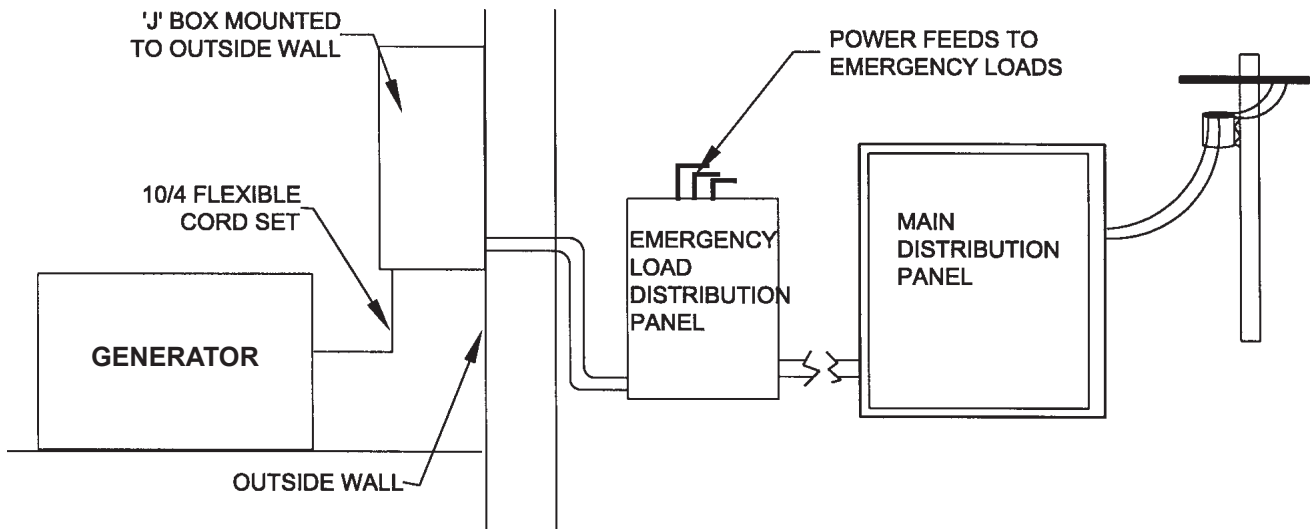 'J' BOX MOUNTED
TO OUTSIDE WALL
POWER FEEDS TO
EMERGENCY LOADS
10/4 FLEXIBLE
CORD SET
EMERGENCY
LOAD
DISTRIBUTION
PANEL
MAIN
DISTRIBUTION
PANEL
GENERATOR
OUTSIDE WALL